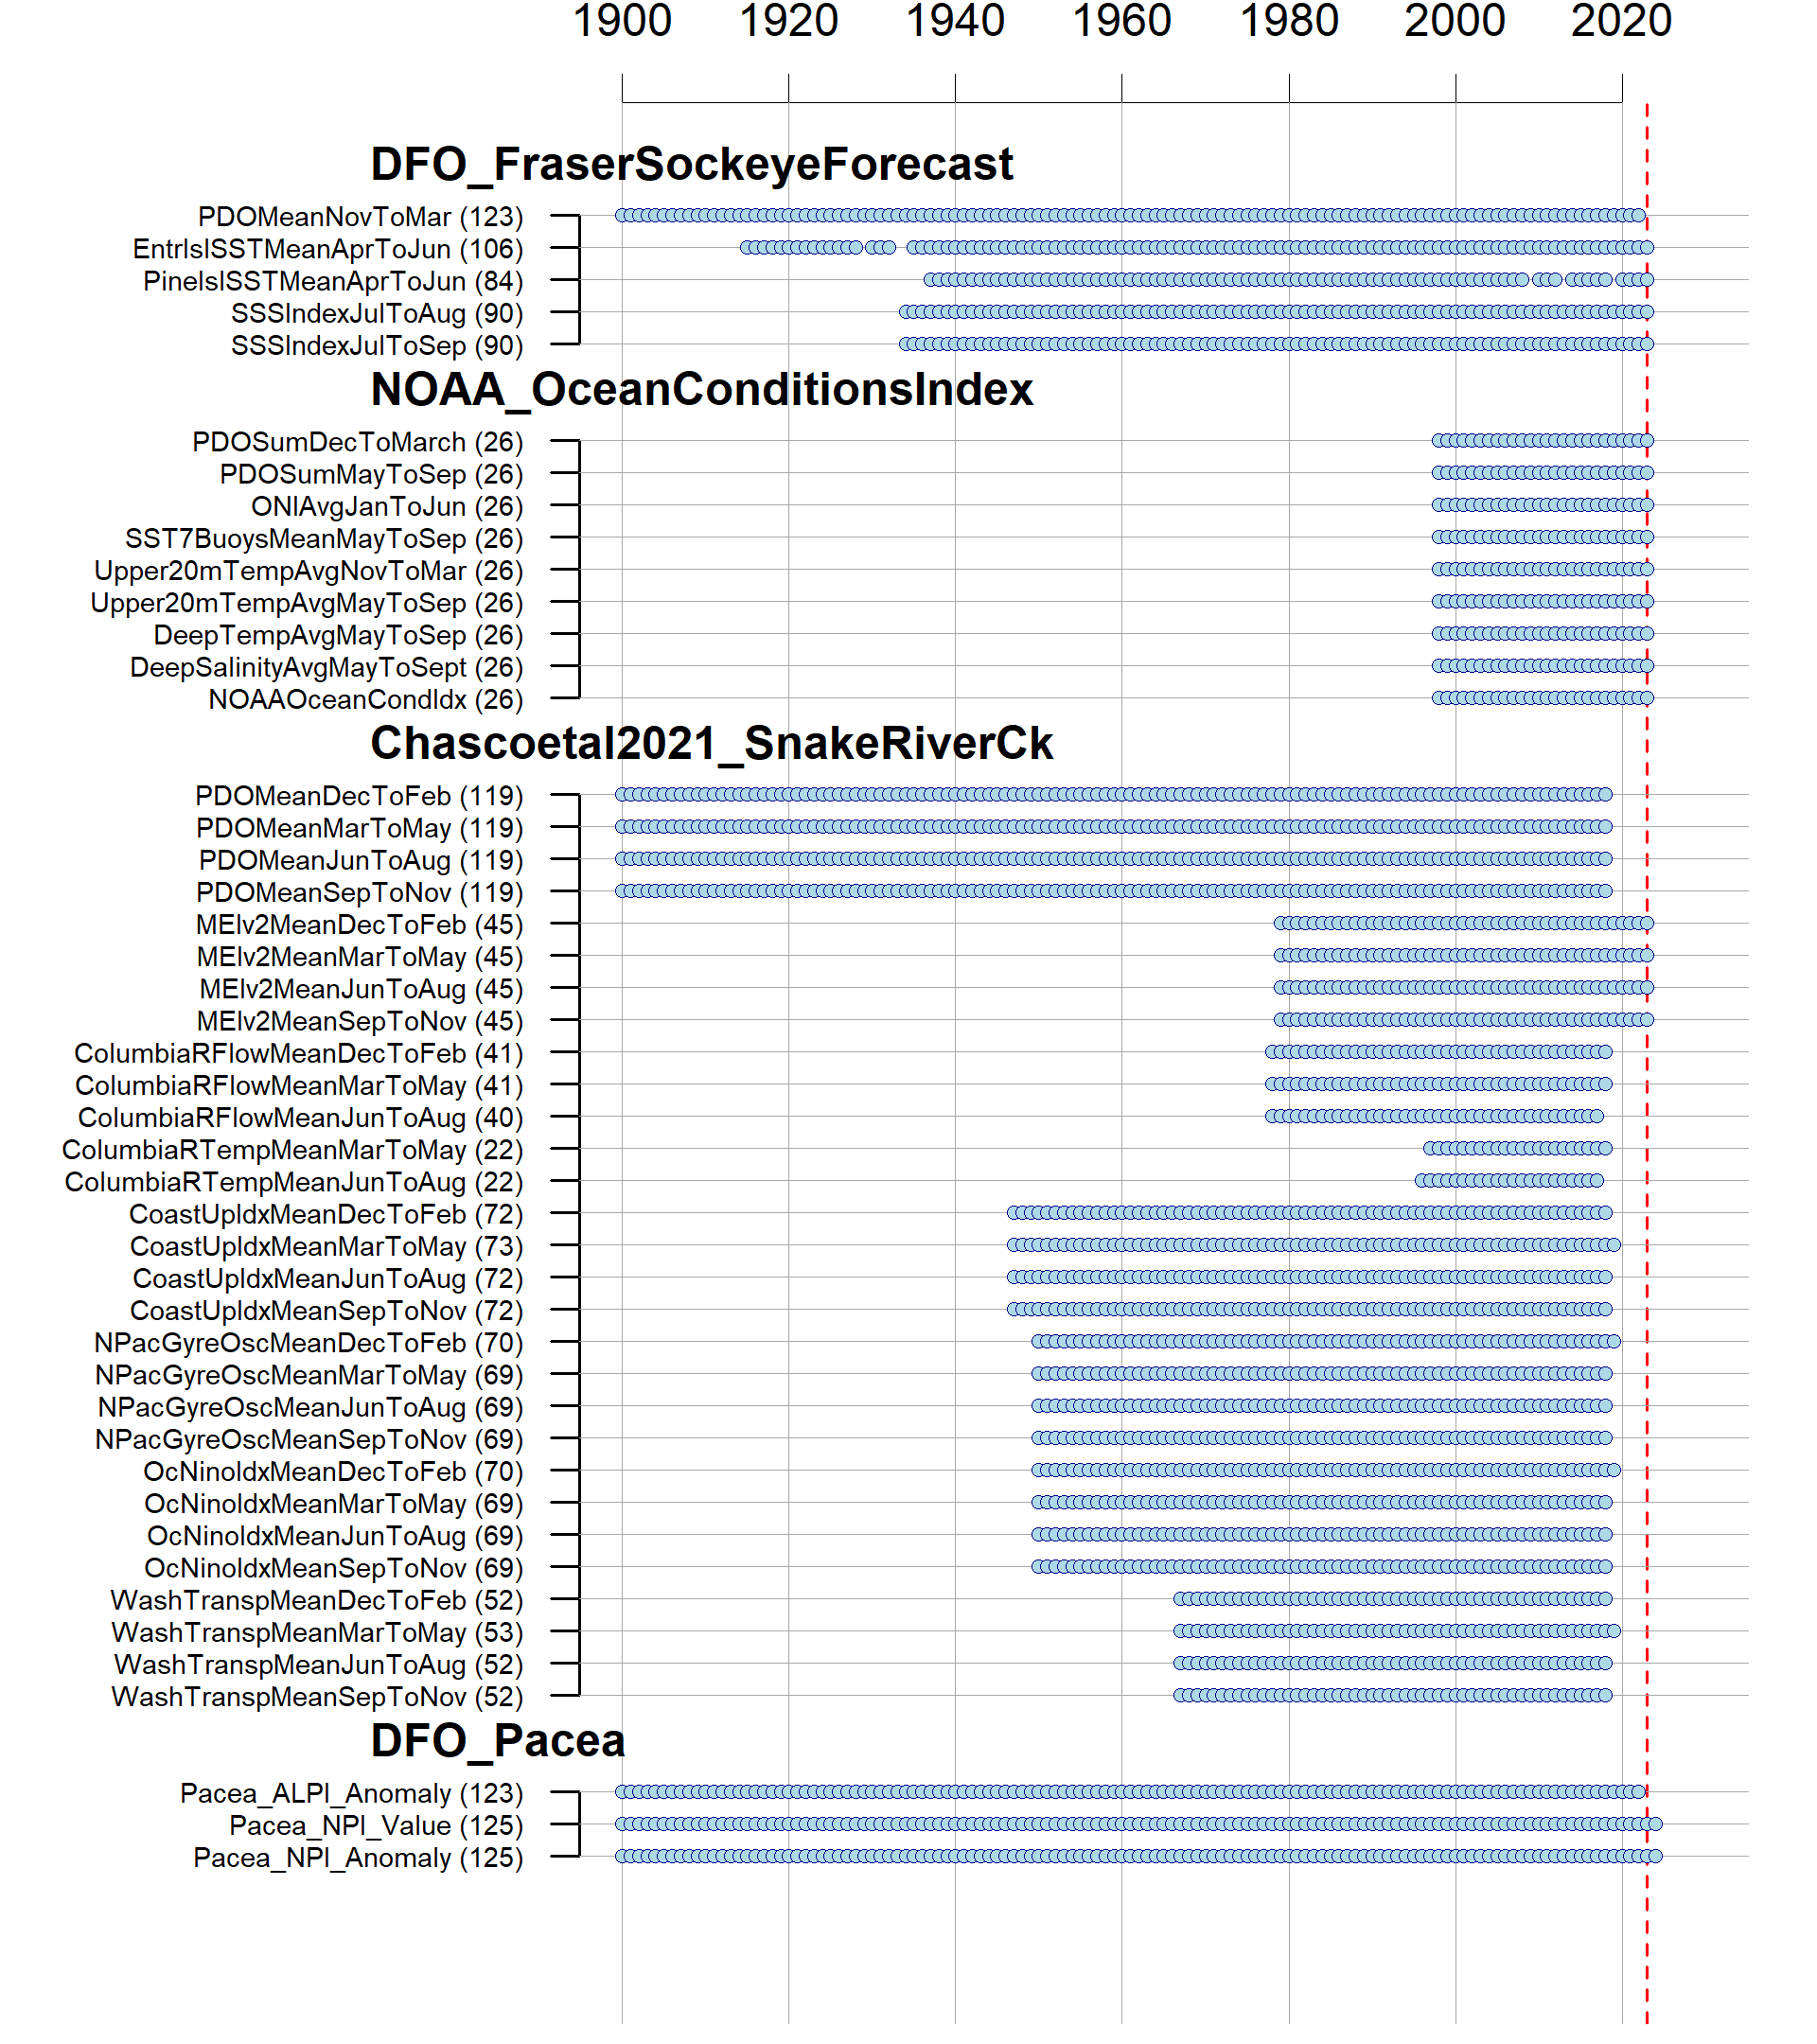 1900 1920 1940 1960 1980 2000 2020
DFO_FraserSockeyeForecast
PDOMeanNovToMar (123)
EntrIslSSTMeanAprToJun (106)
PineIslSSTMeanAprToJun (84)
SSSIndexJulToAug (90)
SSSIndexJulToSep (90)
NOAA_OceanConditionsIndex
PDOSumDecToMarch (26)
PDOSumMayToSep (26)
ONIAvgJanToJun (26)
SST7BuoysMeanMayToSep (26)
Upper20mTempAvgNovToMar (26)
Upper20mTempAvgMayToSep (26)
DeepTempAvgMayToSep (26)
DeepSalinityAvgMayToSept (26)
NOAAOceanCondIdx (26)
Chascoetal2021_SnakeRiverCk
PDOMeanDecToFeb (119)
PDOMeanMarToMay (119)
PDOMeanJunToAug (119)
PDOMeanSepToNov (119)
MEIv2MeanDecToFeb (45)
MEIv2MeanMarToMay (45)
MEIv2MeanJunToAug (45)
MEIv2MeanSepToNov (45)
ColumbiaRFlowMeanDecToFeb (41)
ColumbiaRFlowMeanMarToMay (41)
ColumbiaRFlowMeanJunToAug (40)
ColumbiaRTempMeanMarToMay (22)
ColumbiaRTempMeanJunToAug (22)
CoastUpIdxMeanDecToFeb (72)
CoastUpIdxMeanMarToMay (73)
CoastUpIdxMeanJunToAug (72)
CoastUpIdxMeanSepToNov (72)
NPacGyreOscMeanDecToFeb (70)
NPacGyreOscMeanMarToMay (69)
NPacGyreOscMeanJunToAug (69)
NPacGyreOscMeanSepToNov (69)
OcNinoIdxMeanDecToFeb (70)
OcNinoIdxMeanMarToMay (69)
OcNinoIdxMeanJunToAug (69)
OcNinoIdxMeanSepToNov (69)
WashTranspMeanDecToFeb (52)
WashTranspMeanMarToMay (53)
WashTranspMeanJunToAug (52)
WashTranspMeanSepToNov (52)
DFO_Pacea
Pacea_ALPI_Anomaly (123)
Pacea_NPI_Value (125)
Pacea_NPI_Anomaly (125)